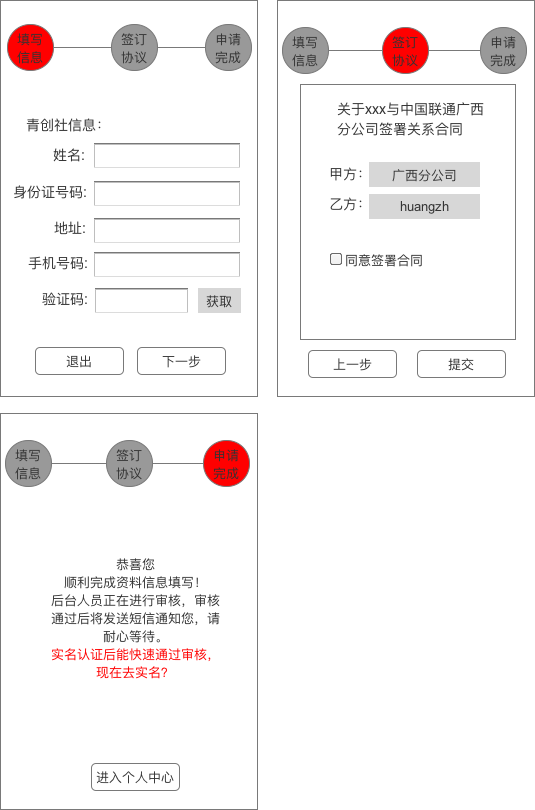 填写
信息
签订
协议
申请
完成
青创社信息：
姓名:
身份证号码:
地址:
手机号码:
验证码:
获取
退出
下一步
填写
信息
签订
协议
申请
完成
关于xxx与中国联通广西
分公司签署关系合同
甲方：
广西分公司
乙方：
huangzh
同意签署合同
上一步
提交
填写
信息
签订
协议
申请
完成
恭喜您
顺利完成资料信息填写！
后台人员正在进行审核，审核
通过后将发送短信通知您，请
耐心等待。
实名认证后能快速通过审核，
现在去实名?
进入个人中心